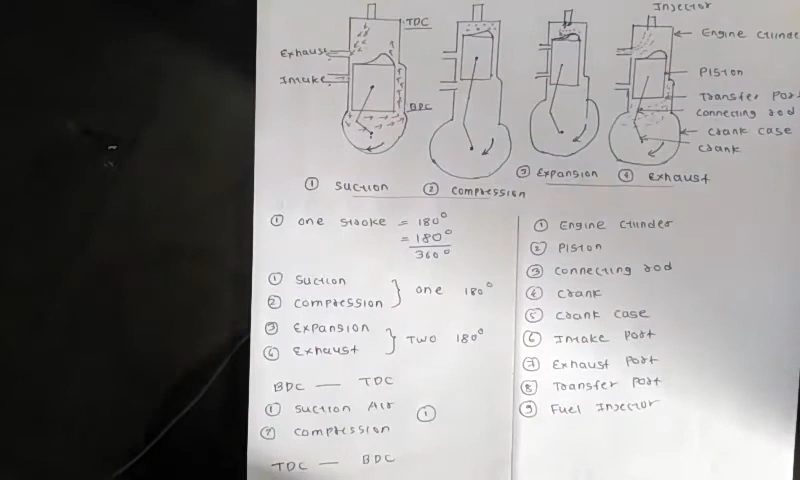 Injector
TDC
Engine Cylinder
Exhaust
Intake
Piston
Transfer Port
BDC
Connecting rod
Crank case
Crank
① Suction
② Compression
③ Expansion
④ Exhaust
① One Stroke = 180°
= 180°
360°
① Suction
② Compression
One 180°
③ Expansion
④ Exhaust
Two 180°
BDC — TDC
① Suction Air
② Compression
①
TDC — BDC
① Engine Cylinder
② Piston
③ Connecting rod
④ Crank
⑤ Crank Case
⑥ Intake Port
⑦ Exhaust Port
⑧ Transfer Port
⑨ Fuel Injector